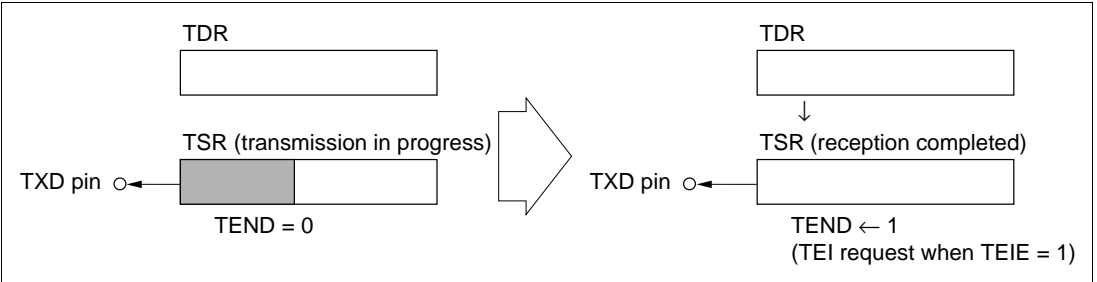 TDR
TSR (transmission in progress)
TXD pin
TEND = 0
TDR
↓
TSR (reception completed)
TXD pin
TEND ← 1
(TEI request when TEIE = 1)